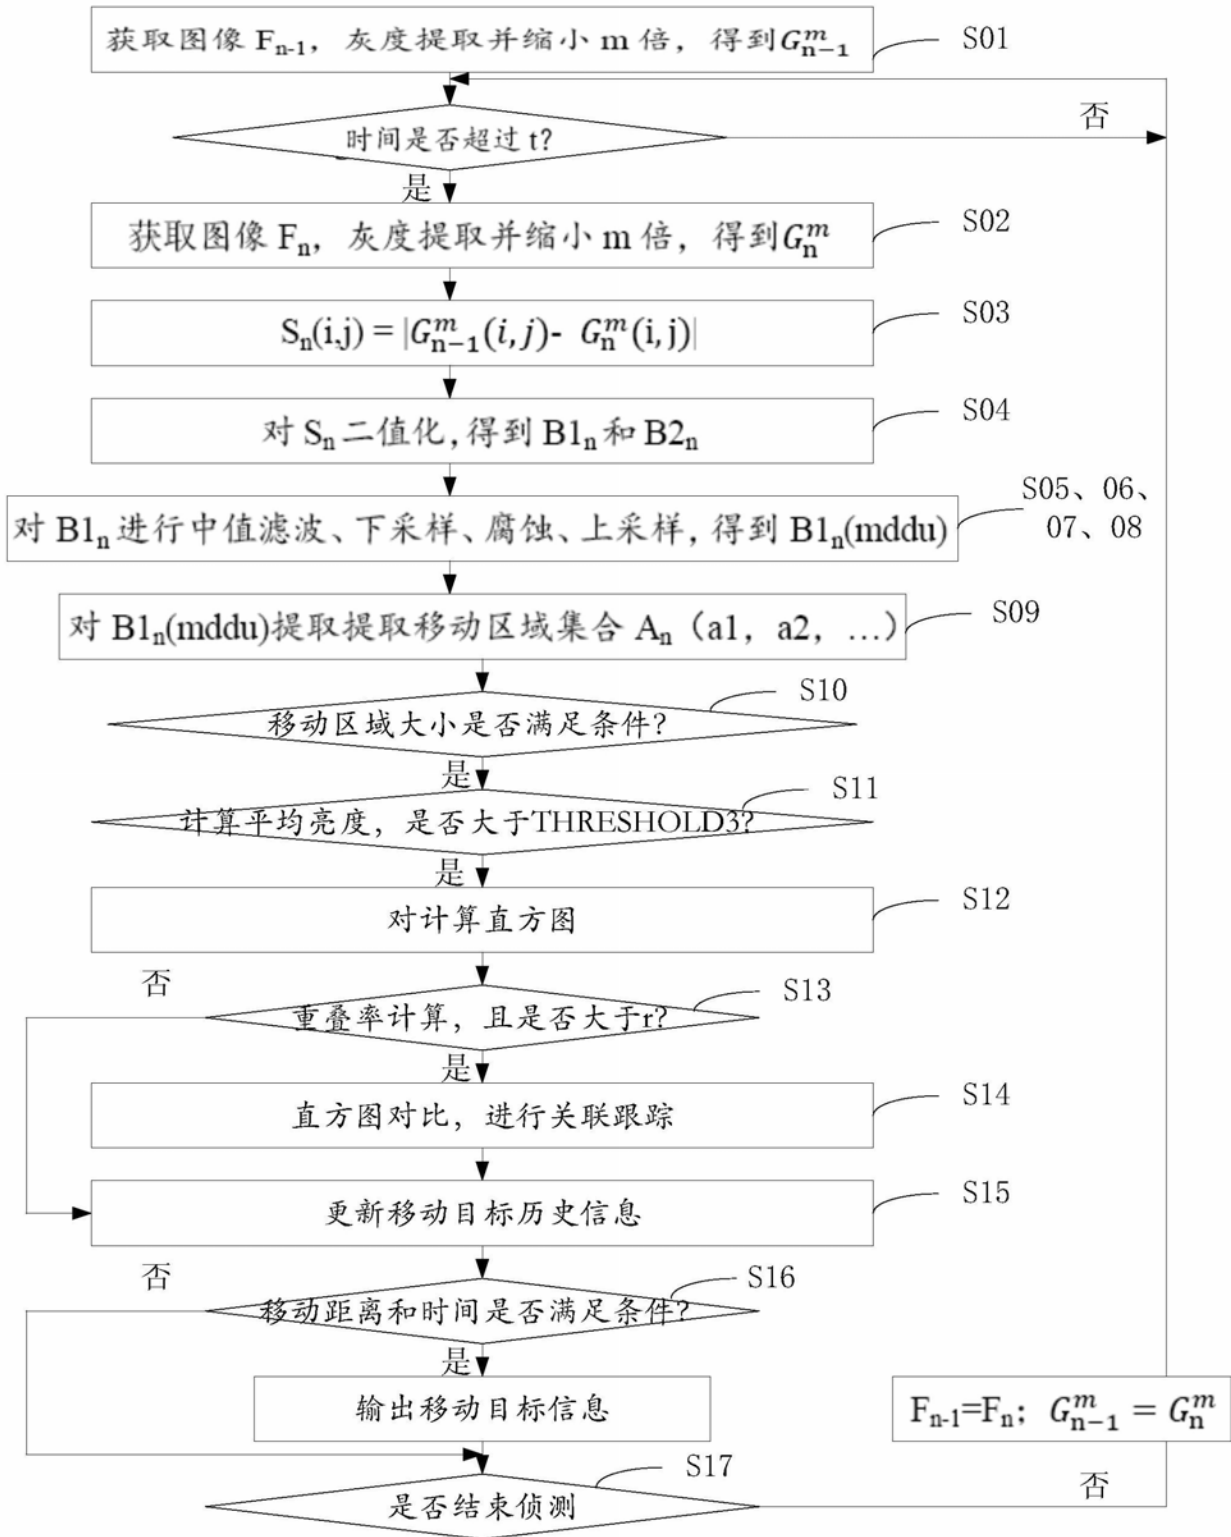 获取图像 Fn-1，灰度提取并缩小 m 倍，得到 G^m_{n-1}
S01
时间是否超过 t？
否
是
获取图像 Fn，灰度提取并缩小 m 倍，得到 G^m_n
S02
Sn(i,j) = |G^m_{n-1}(i,j)- G^m_n(i,j)|
S03
对 Sn 二值化,得到 B1n 和 B2n
S04
对 B1n 进行中值滤波、下采样、腐蚀、上采样,得到 B1n(mddu)
S05、06、
07、08
对 B1n(mddu)提取提取移动区域集合 An（a1，a2，…）
S09
移动区域大小是否满足条件？
S10
是
计算平均亮度，是否大于THRESHOLD3?
S11
是
对计算直方图
S12
否
重叠率计算，且是否大于r?
S13
是
直方图对比，进行关联跟踪
S14
更新移动目标历史信息
S15
否
移动距离和时间是否满足条件？
S16
是
输出移动目标信息
Fn-1=Fn；G^m_{n-1} = G^m_n
是否结束侦测
S17
否